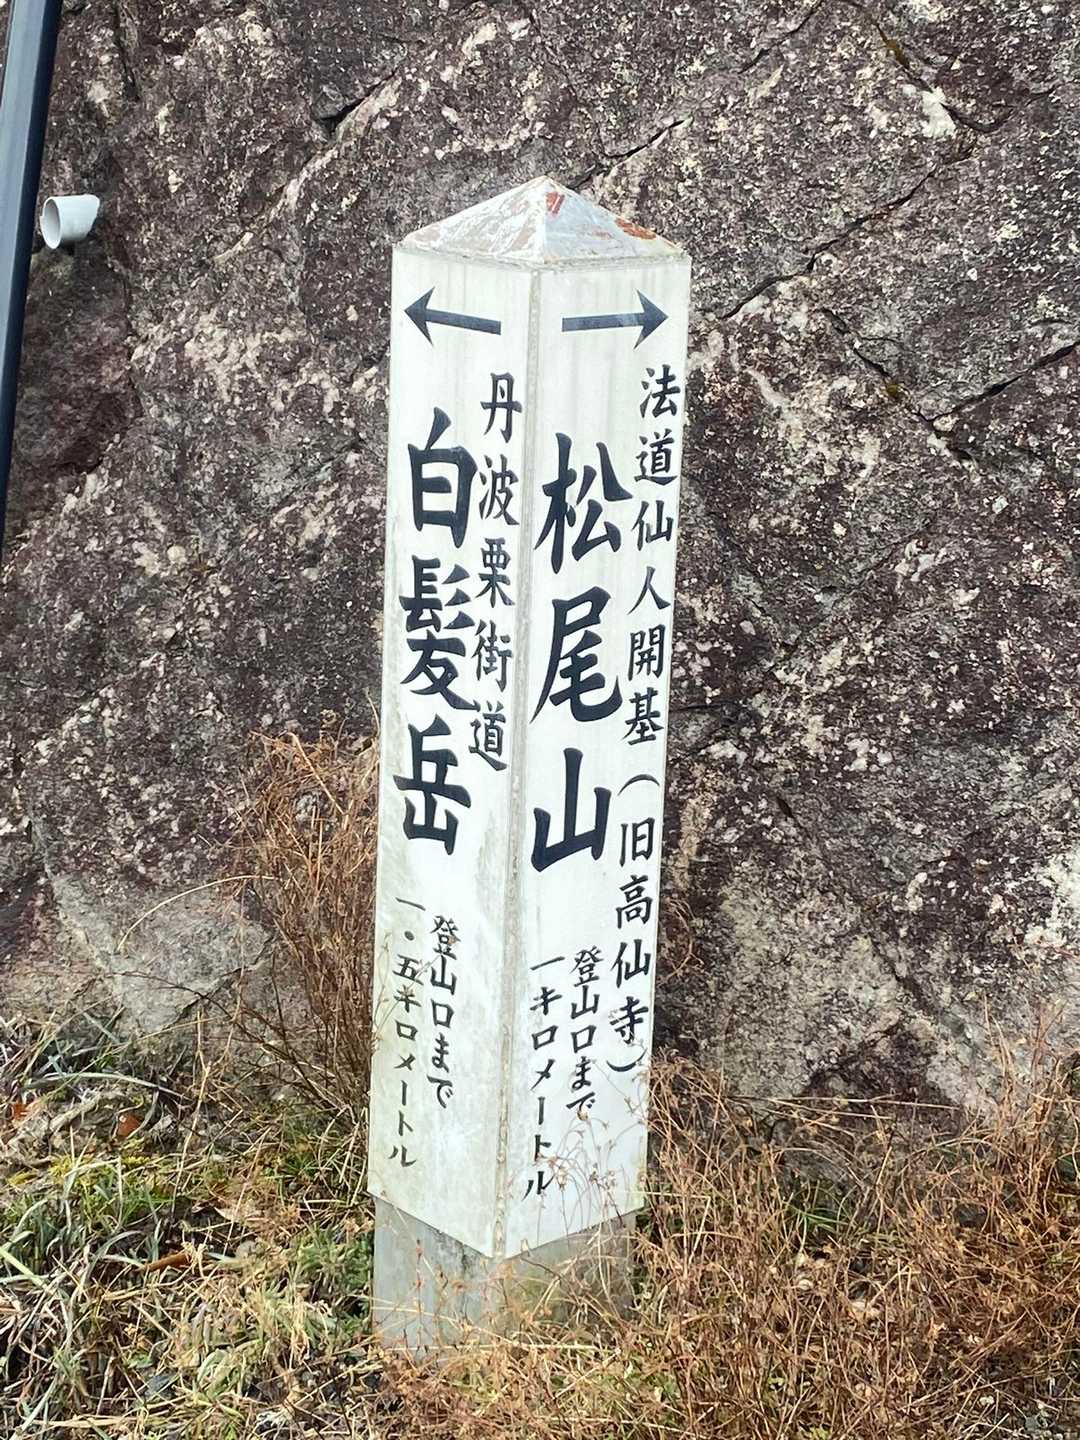 ←
丹波栗街道
白髪岳
登山口まで
一・五キロメートル
→
法道仙人開基(旧高仙寺)
松尾山
登山口まで
一キロメートル